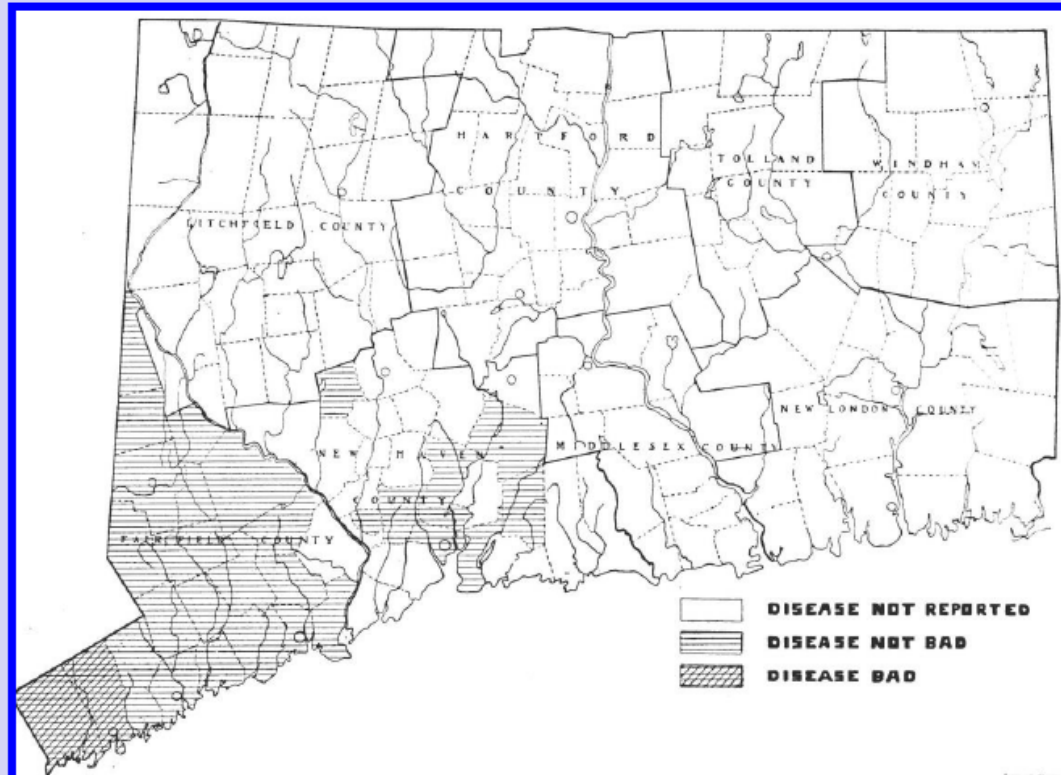 HARTFORD
COUNTY
TOLLAND
COUNTY
WINDHAM
COUNTY
LITCHFIELD COUNTY
NEW LONDON COUNTY
MIDDLESEX COUNTY
NEW HAVEN
COUNTY
FAIRFIELD COUNTY
DISEASE NOT REPORTED
DISEASE NOT BAD
DISEASE BAD